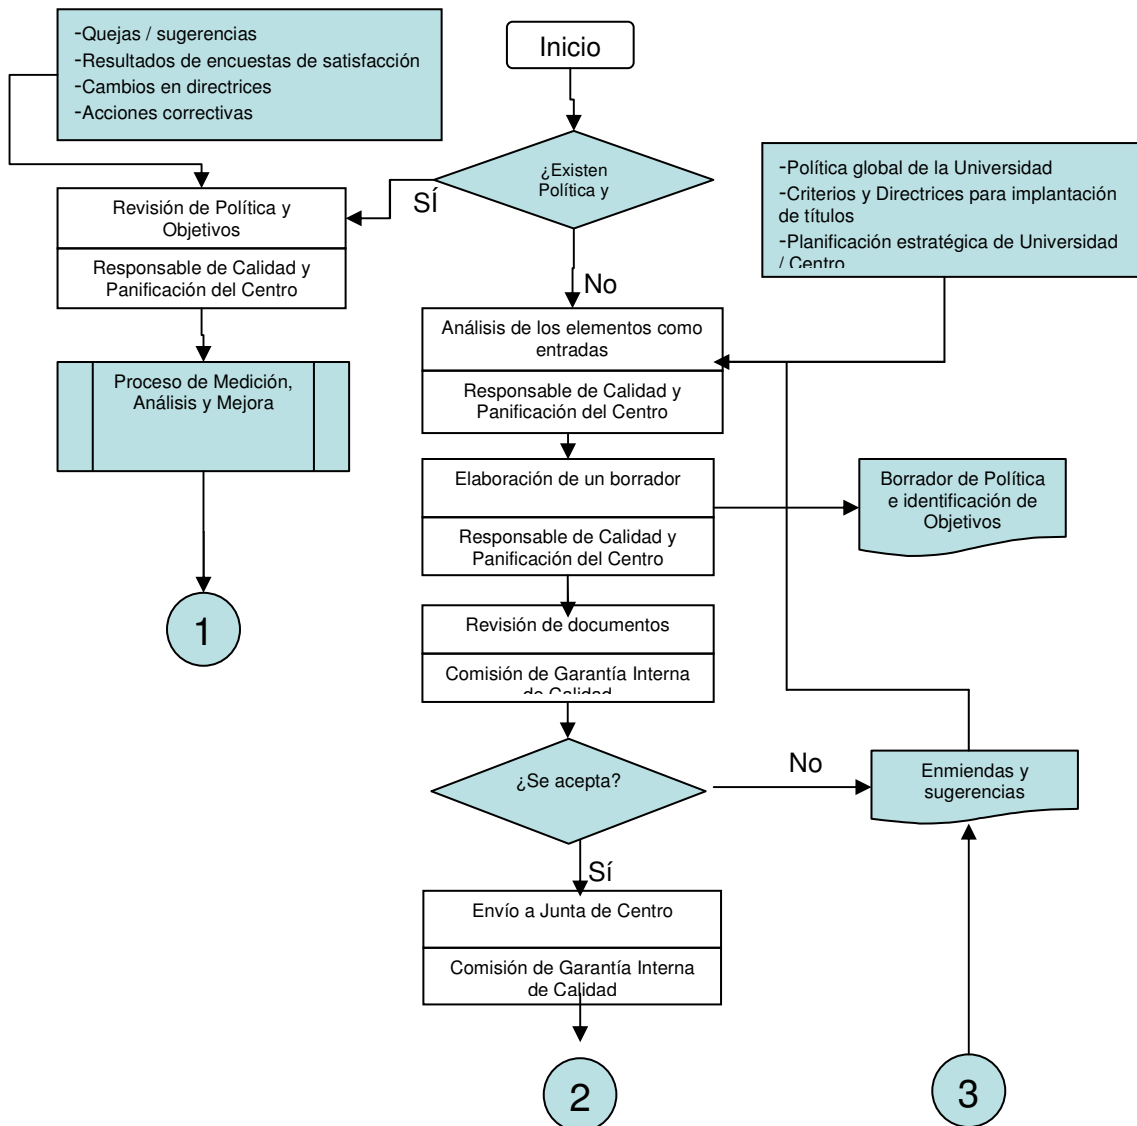 -Quejas / sugerencias
-Resultados de encuestas de satisfacción
-Cambios en directrices
-Acciones correctivas
Inicio
¿Existen
Política y
SÍ
No
-Política global de la Universidad
-Criterios y Directrices para implantación
de títulos
-Planificación estratégica de Universidad
/ Centro
Revisión de Política y
Objetivos
Responsable de Calidad y
Panificación del Centro
Análisis de los elementos como
entradas
Responsable de Calidad y
Panificación del Centro
Proceso de Medición,
Análisis y Mejora
Elaboración de un borrador
Responsable de Calidad y
Panificación del Centro
Borrador de Política
e identificación de
Objetivos
1
Revisión de documentos
Comisión de Garantía Interna
de Calidad
¿Se acepta?
No
Enmiendas y
sugerencias
Sí
Envío a Junta de Centro
Comisión de Garantía Interna
de Calidad
2
3